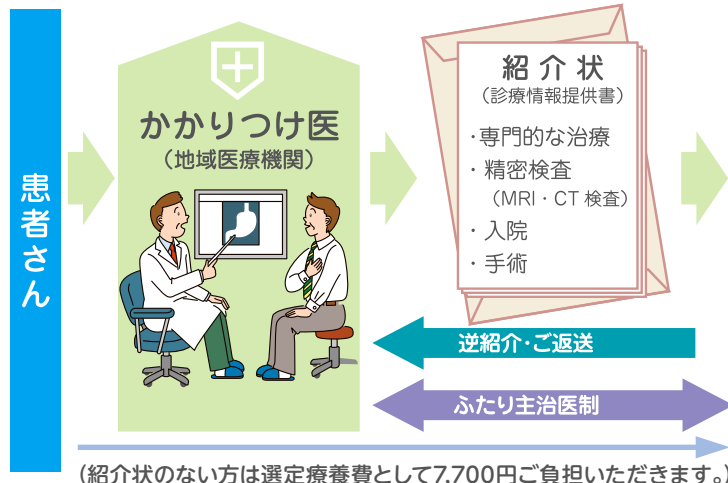 患者さん
かかりつけ医
（地域医療機関）
紹介状
（診療情報提供書）
・専門的な治療
・精密検査
（MRI・CT 検査）
・入院
・手術
逆紹介・ご返送
ふたり主治医制
（紹介状のない方は選定療養費として7,700円ご負担いただきます。）